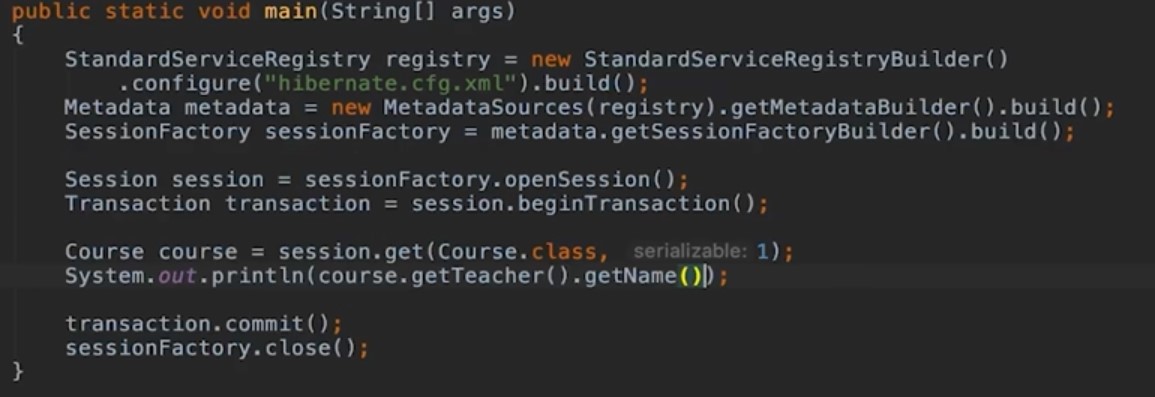 public static void main(String[] args)
{
    StandardServiceRegistry registry = new StandardServiceRegistryBuilder()
        .configure("hibernate.cfg.xml").build();
    Metadata metadata = new MetadataSources(registry).getMetadataBuilder().build();
    SessionFactory sessionFactory = metadata.getSessionFactoryBuilder().build();
    Session session = sessionFactory.openSession();
    Transaction transaction = session.beginTransaction();
    Course course = session.get(Course.class, serializable: 1);
    System.out.println(course.getTeacher().getName());
    transaction.commit();
    sessionFactory.close();
}